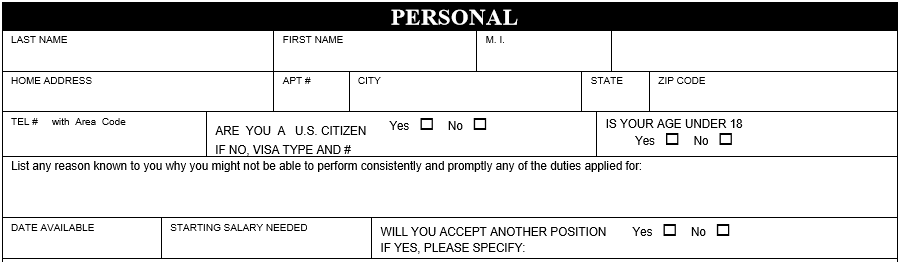 PERSONAL
LAST NAME FIRST NAME M. I.
HOME ADDRESS APT # CITY STATE ZIP CODE
TEL # with Area Code ARE YOU A U.S. CITIZEN Yes No IS YOUR AGE UNDER 18
IF NO, VISA TYPE AND # Yes No
List any reason known to you why you might not be able to perform consistently and promptly any of the duties applied for:
DATE AVAILABLE STARTING SALARY NEEDED WILL YOU ACCEPT ANOTHER POSITION Yes No
IF YES, PLEASE SPECIFY: